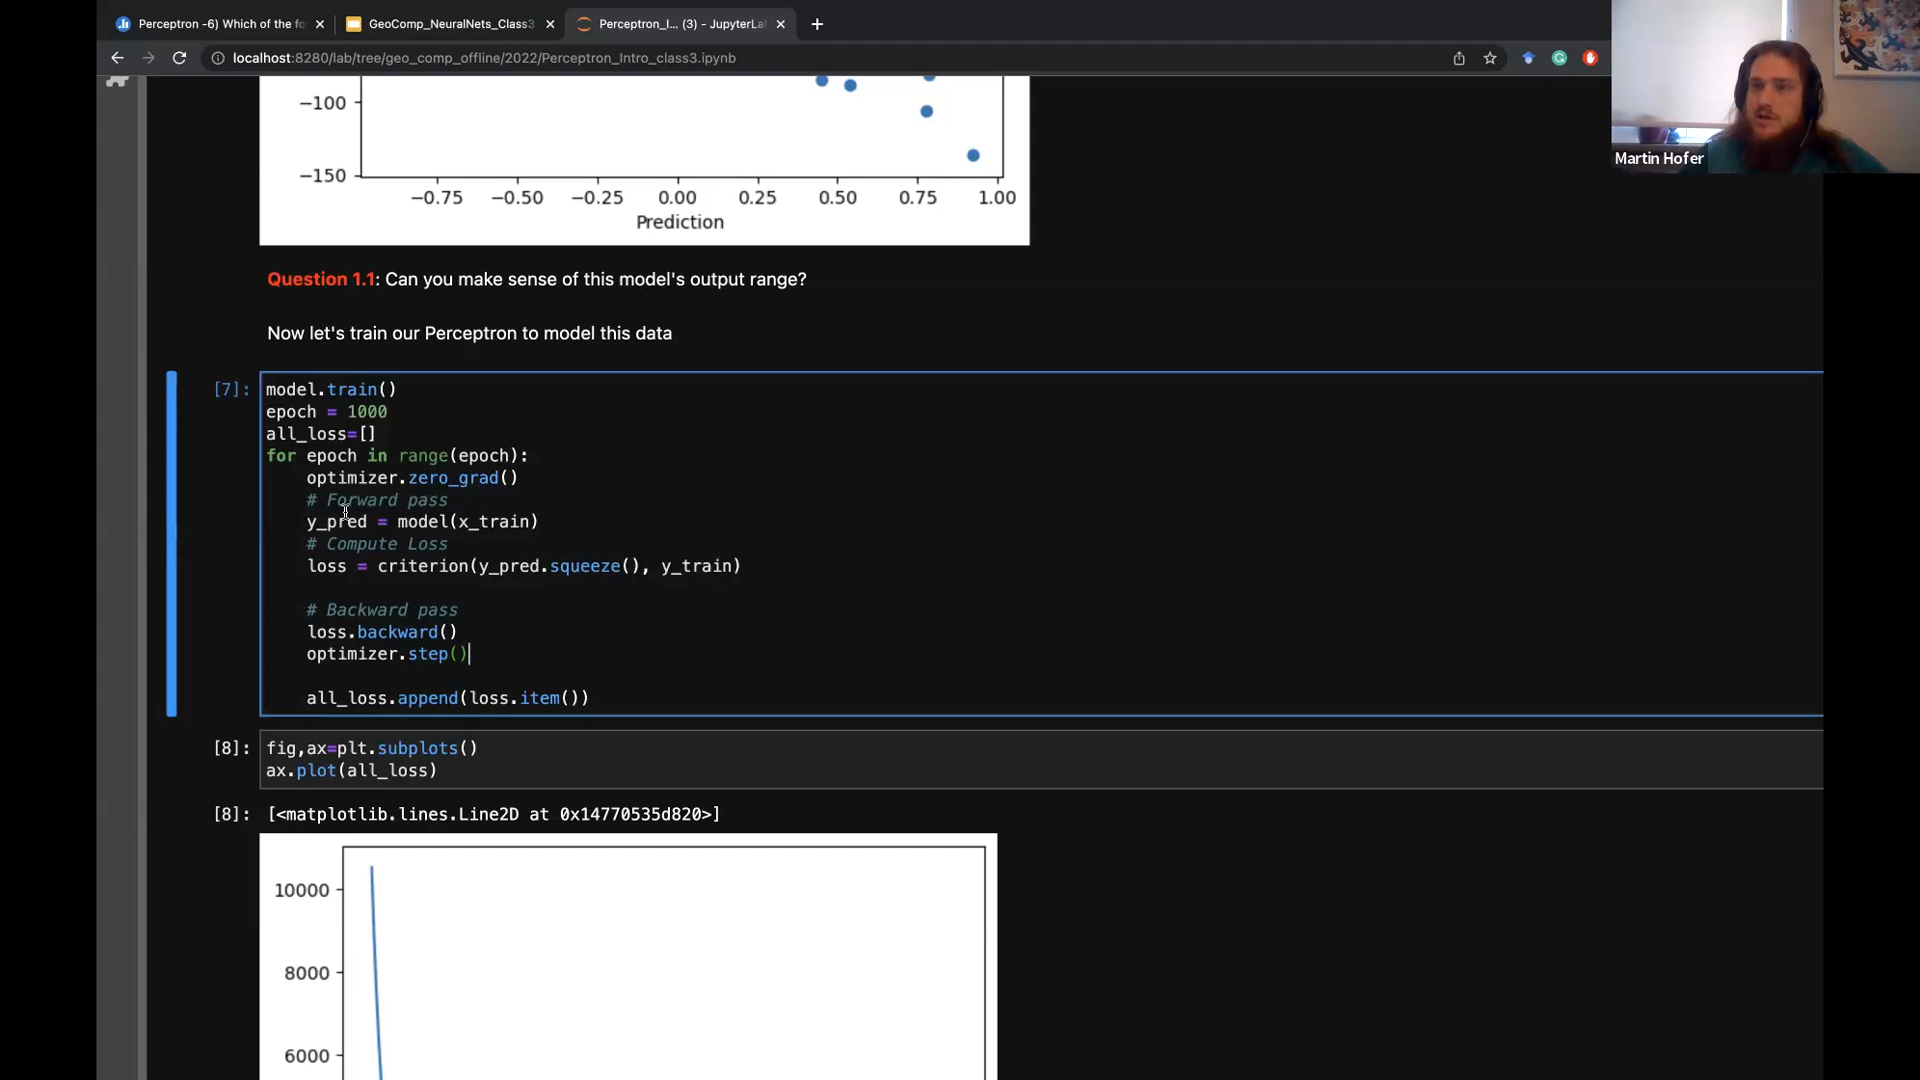 Perceptron -6) Which of the fo
GeoComp_NeuralNets_Class3
Perceptron_I... (3) - JupyterLa
localhost:8280/lab/tree/geo_comp_offline/2022/Perceptron_Intro_class3.ipynb
Martin Hofer
−100
−150
−0.75 −0.50 −0.25 0.00 0.25 0.50 0.75 1.00
Prediction
Question 1.1: Can you make sense of this model's output range?
Now let's train our Perceptron to model this data
[7]: model.train()
epoch = 1000
all_loss=[]
for epoch in range(epoch):
    optimizer.zero_grad()
    # Forward pass
    y_pred = model(x_train)
    # Compute Loss
    loss = criterion(y_pred.squeeze(), y_train)
    # Backward pass
    loss.backward()
    optimizer.step()
    all_loss.append(loss.item())
[8]: fig,ax=plt.subplots()
ax.plot(all_loss)
[8]: [<matplotlib.lines.Line2D at 0x14770535d820>]
10000
8000
6000